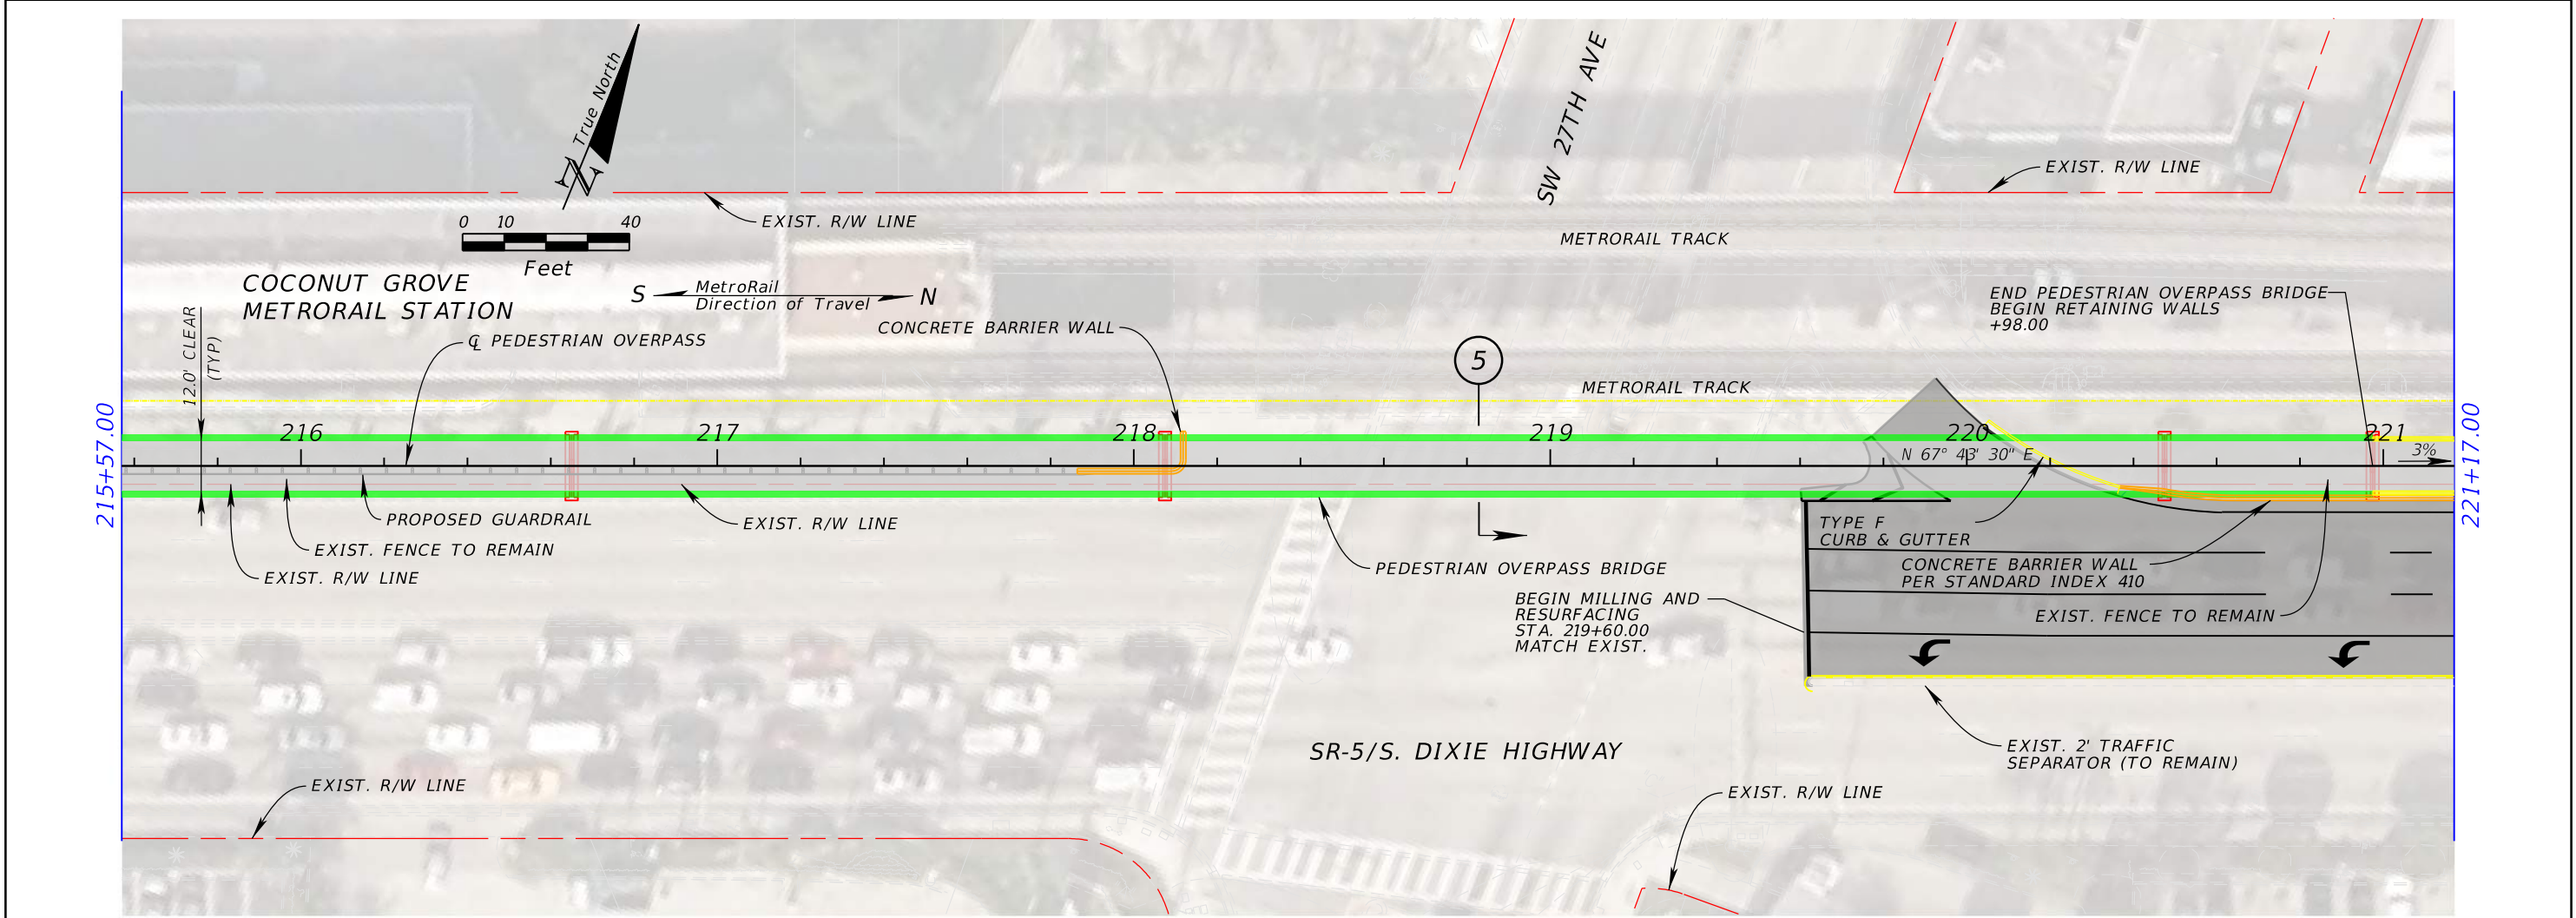 True North
SW 27TH AVE
EXIST. R/W LINE
0 10 40
Feet
EXIST. R/W LINE
METRORAIL TRACK
COCONUT GROVE
METRORAIL STATION
S MetroRail N
Direction of Travel
END PEDESTRIAN OVERPASS BRIDGE
BEGIN RETAINING WALLS
+98.00
CONCRETE BARRIER WALL
℄ PEDESTRIAN OVERPASS
12.0' CLEAR
(TYP)
5
METRORAIL TRACK
215+57.00
216 217 218 219 220 221
221+17.00
N 67° 43' 30" E
3%
PROPOSED GUARDRAIL
EXIST. R/W LINE
EXIST. FENCE TO REMAIN
EXIST. R/W LINE
TYPE F
CURB & GUTTER
PEDESTRIAN OVERPASS BRIDGE
CONCRETE BARRIER WALL
PER STANDARD INDEX 410
BEGIN MILLING AND
RESURFACING
STA. 219+60.00
MATCH EXIST.
EXIST. FENCE TO REMAIN
SR-5/S. DIXIE HIGHWAY
EXIST. 2' TRAFFIC
SEPARATOR (TO REMAIN)
EXIST. R/W LINE
EXIST. R/W LINE